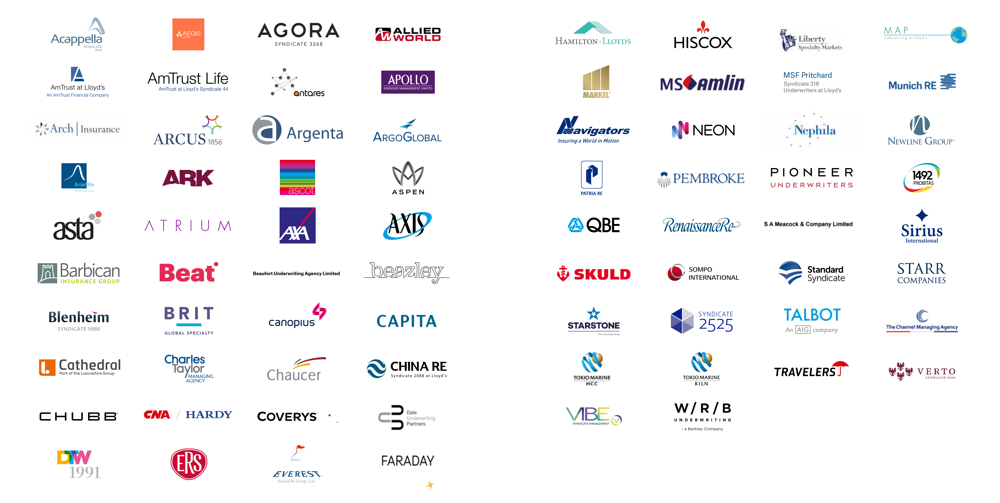 Acappella
SYNDICATE
2014
AEGIS
London
AGORA
SYNDICATE 3268
AW ALLIED
WORLD
AmTrust at Lloyd's
An AmTrust Financial Company
AmTrust Life
AmTrust at Lloyd's Syndicate 44
antares
APOLLO
SYNDICATE MANAGEMENT LIMITED
Arch | Insurance
ARCUS 1856
a Argenta
ARGOGLOBAL
Ariel Re
Member Argo Group
ARK
ascot
ASPEN
asta
ATRIUM
AXA
AXIS
Barbican
INSURANCE GROUP
Beat
Beaufort Underwriting Agency Limited
beazley
Blenheim
SYNDICATE 5886
BRIT
GLOBAL SPECIALTY
canopius
CAPITA
Cathedral
Part of the Lancashire Group
Charles
Taylor
MANAGING
AGENCY
Chaucer
CHINA RE
Syndicate 2088 at Lloyd's
CHUBB®
CNA / HARDY
COVERYS®
Dale
Underwriting
Partners
DTW
1991
ERS
EVEREST®
Everest Re Group, Ltd.
FARADAY
HAMILTON AT LLOYD'S
HISCOX
Liberty
Specialty Markets
MAP
underwriting at Lloyd's
MARKEL®
MS amlin
MSF Pritchard
Syndicate 318
Underwriters at Lloyd's
Munich RE
Navigators
Insuring a World in Motion
NEON
Nephila
NEWLINE GROUP®
PATRIA RE
PEMBROKE
PIONEER
UNDERWRITERS
1492
PROBITAS
QBE
RenaissanceRe
S A Meacock & Company Limited
Sirius
International
SKULD
SOMPO
INTERNATIONAL
Standard
Syndicate
STARR
COMPANIES
STARSTONE
Part of the Enstar Group
SYNDICATE
2525
TALBOT
An AIG company
The Channel Managing Agency
TOKIO MARINE
HCC
TOKIO MARINE
KILN
TRAVELERS
VERTO
SYNDICATE 2689
VIBE
SYNDICATE MANAGEMENT
V
W/R/B
UNDERWRITING
| a Berkley Company